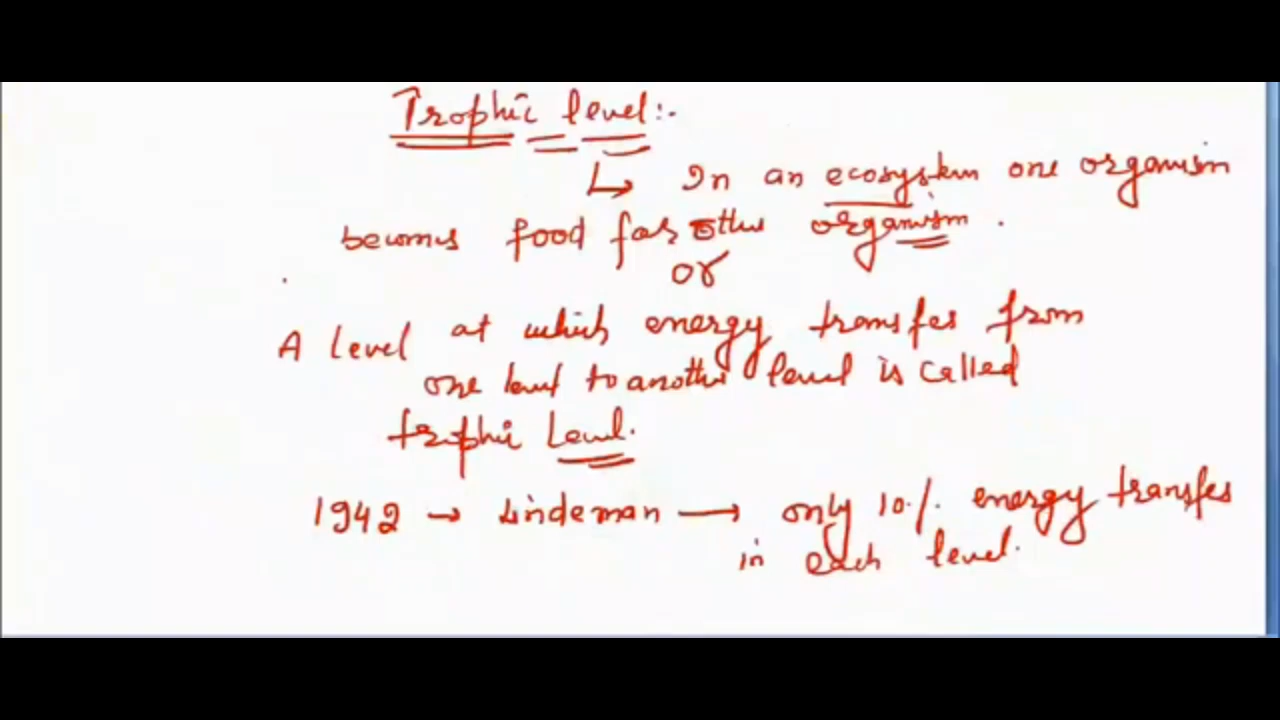 Trophic level:-
↳ In an ecosystem one organism
becomes food for other organism.
or
A level at which energy transfer from
one level to another level is called
trophic Level.
1942 → Lindeman → only 10% energy transfer
in each level.